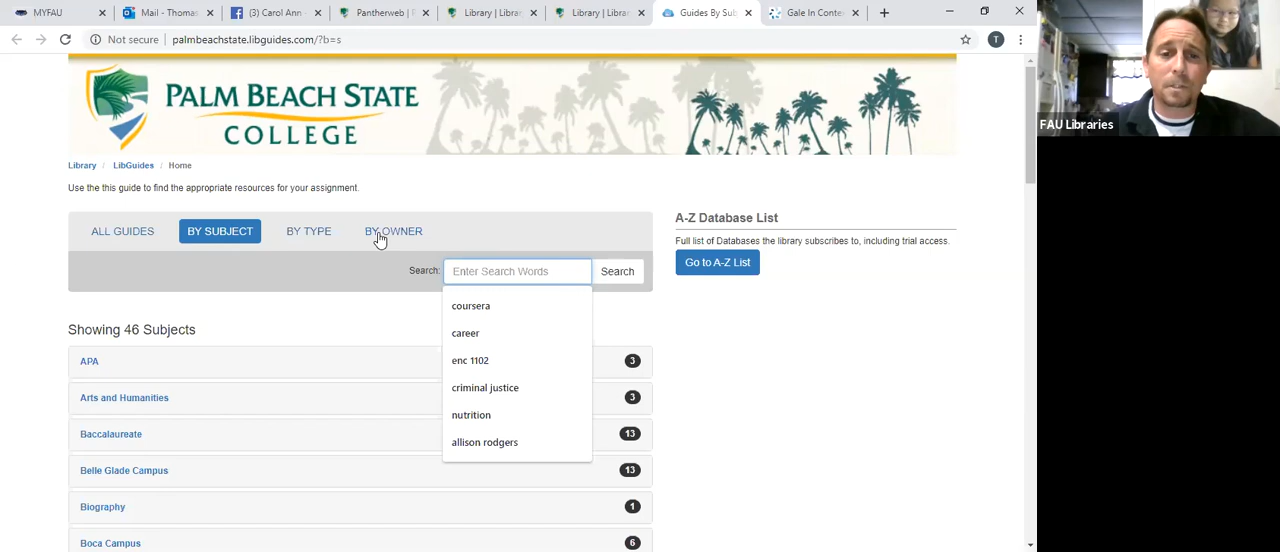 MYFAU
Mail - Thomas
(3) Carol Ann -
Pantherweb | P
Library | Librar
Library | Librar
Guides By Sub
Gale In Contex
Not secure
palmbeachstate.libguides.com/?b=s
T
PALM BEACH STATE
COLLEGE
FAU Libraries
Library / LibGuides / Home
Use the this guide to find the appropriate resources for your assignment.
ALL GUIDES
BY SUBJECT
BY TYPE
BY OWNER
Search:
Enter Search Words
Search
coursera
career
enc 1102
criminal justice
nutrition
allison rodgers
A-Z Database List
Full list of Databases the library subscribes to, including trial access.
Go to A-Z List
Showing 46 Subjects
APA 3
Arts and Humanities 3
Baccalaureate 13
Belle Glade Campus 13
Biography 1
Boca Campus 6